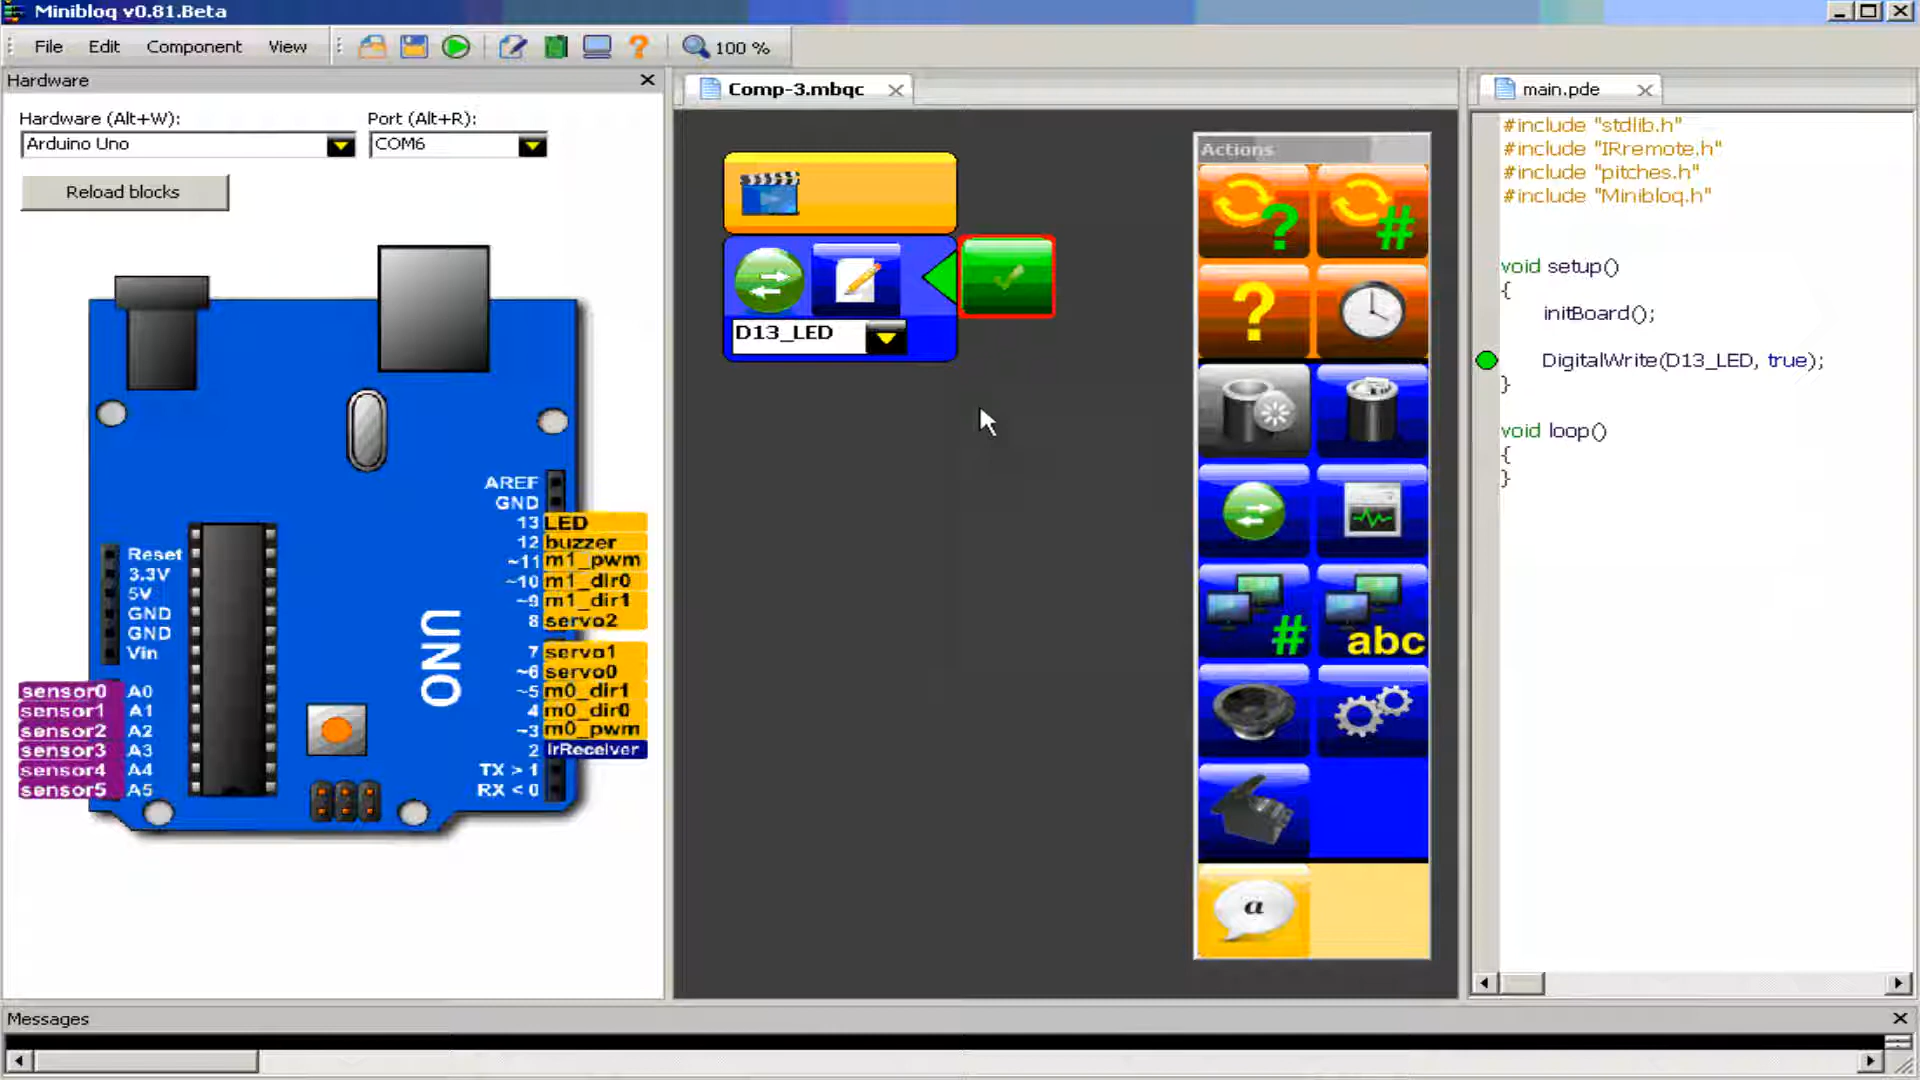 Minibloq v0.81.Beta
File Edit Component View 100 %
Hardware
Hardware (Alt+W): Port (Alt+R):
Arduino Uno COM6
Reload blocks
AREF
GND
13 LED
12 buzzer
~11 m1_pwm
~10 m1_dir0
~9 m1_dir1
8 servo2
7 servo1
~6 servo0
~5 m0_dir1
4 m0_dir0
~3 m0_pwm
2 IrReceiver
TX > 1
RX < 0
Reset
3.3V
5V
GND
GND
Vin
sensor0 A0
sensor1 A1
sensor2 A2
sensor3 A3
sensor4 A4
sensor5 A5
UNO
Comp-3.mbqc
D13_LED
Actions
?
#
?
#
abc
a
main.pde
#include "stdlib.h"
#include "IRremote.h"
#include "pitches.h"
#include "Minibloq.h"
void setup()
{
initBoard();
DigitalWrite(D13_LED, true);
}
void loop()
{
}
Messages